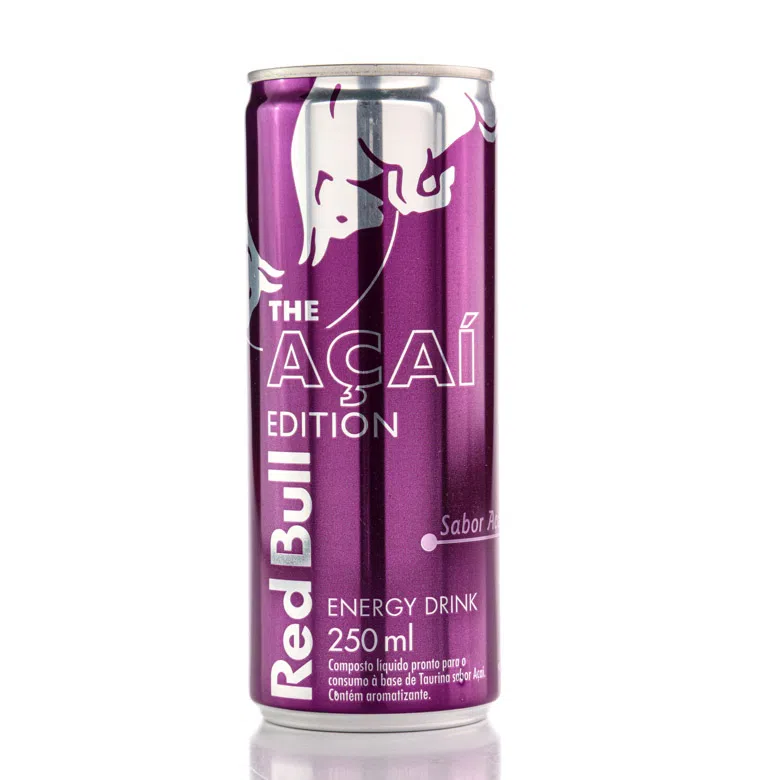 THE
AÇAÍ
EDITION
Red Bull
Sabor
ENERGY DRINK
250 ml
Composto líquido pronto para o
consumo à base de Taurina sabor Açaí.
Contém aromatizante.